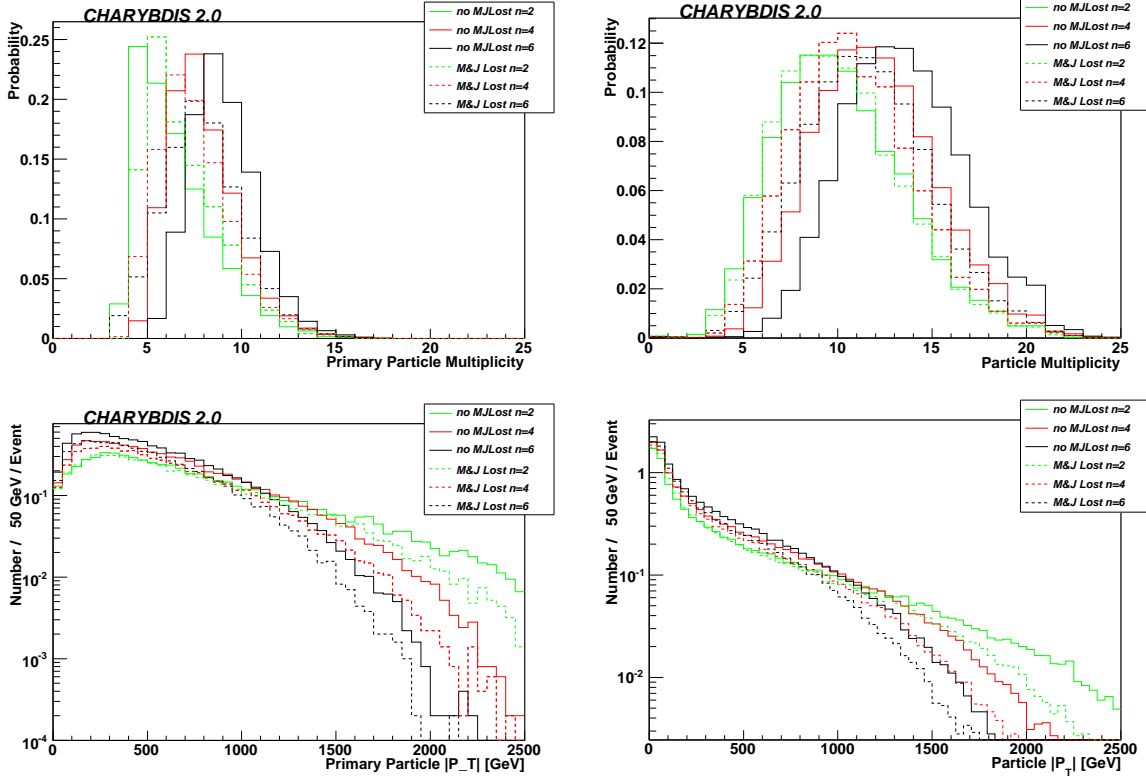 CHARYBDIS 2.0
no MJLost n=2
no MJLost n=4
no MJLost n=6
M&J Lost n=2
M&J Lost n=4
M&J Lost n=6
Probability
0.25
0.2
0.15
0.1
0.05
0
0 5 10 15 20 25
Primary Particle Multiplicity
CHARYBDIS 2.0
no MJLost n=2
no MJLost n=4
no MJLost n=6
M&J Lost n=2
M&J Lost n=4
M&J Lost n=6
Probability
0.12
0.10
0.08
0.06
0.04
0.02
0
0 5 10 15 20 25
Particle Multiplicity
CHARYBDIS 2.0
no MJLost n=2
no MJLost n=4
no MJLost n=6
M&J Lost n=2
M&J Lost n=4
M&J Lost n=6
Number / 50 GeV / Event
10^-1
10^-2
10^-3
10^-4
0 500 1000 1500 2000 2500
Primary Particle |P_T| [GeV]
CHARYBDIS 2.0
no MJLost n=2
no MJLost n=4
no MJLost n=6
M&J Lost n=2
M&J Lost n=4
M&J Lost n=6
Number / 50 GeV / Event
1
10^-1
10^-2
0 500 1000 1500 2000 2500
Particle |P_T| [GeV]